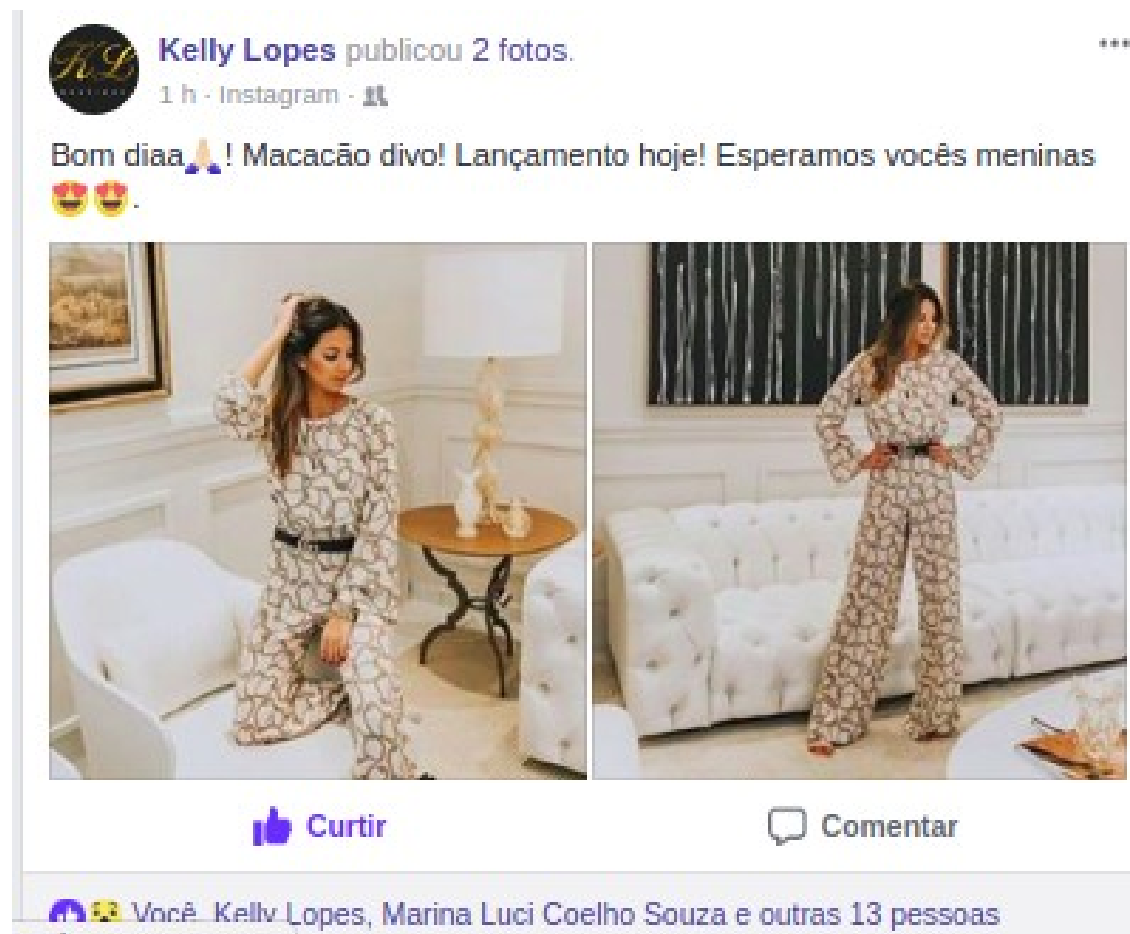 KL
Kelly Lopes publicou 2 fotos.
1 h · Instagram ·
Bom diaa🙏🏻! Macacão divo! Lançamento hoje! Esperamos vocês meninas
😍😍.
Curtir
Comentar
Você, Kelly Lopes, Marina Luci Coelho Souza e outras 13 pessoas